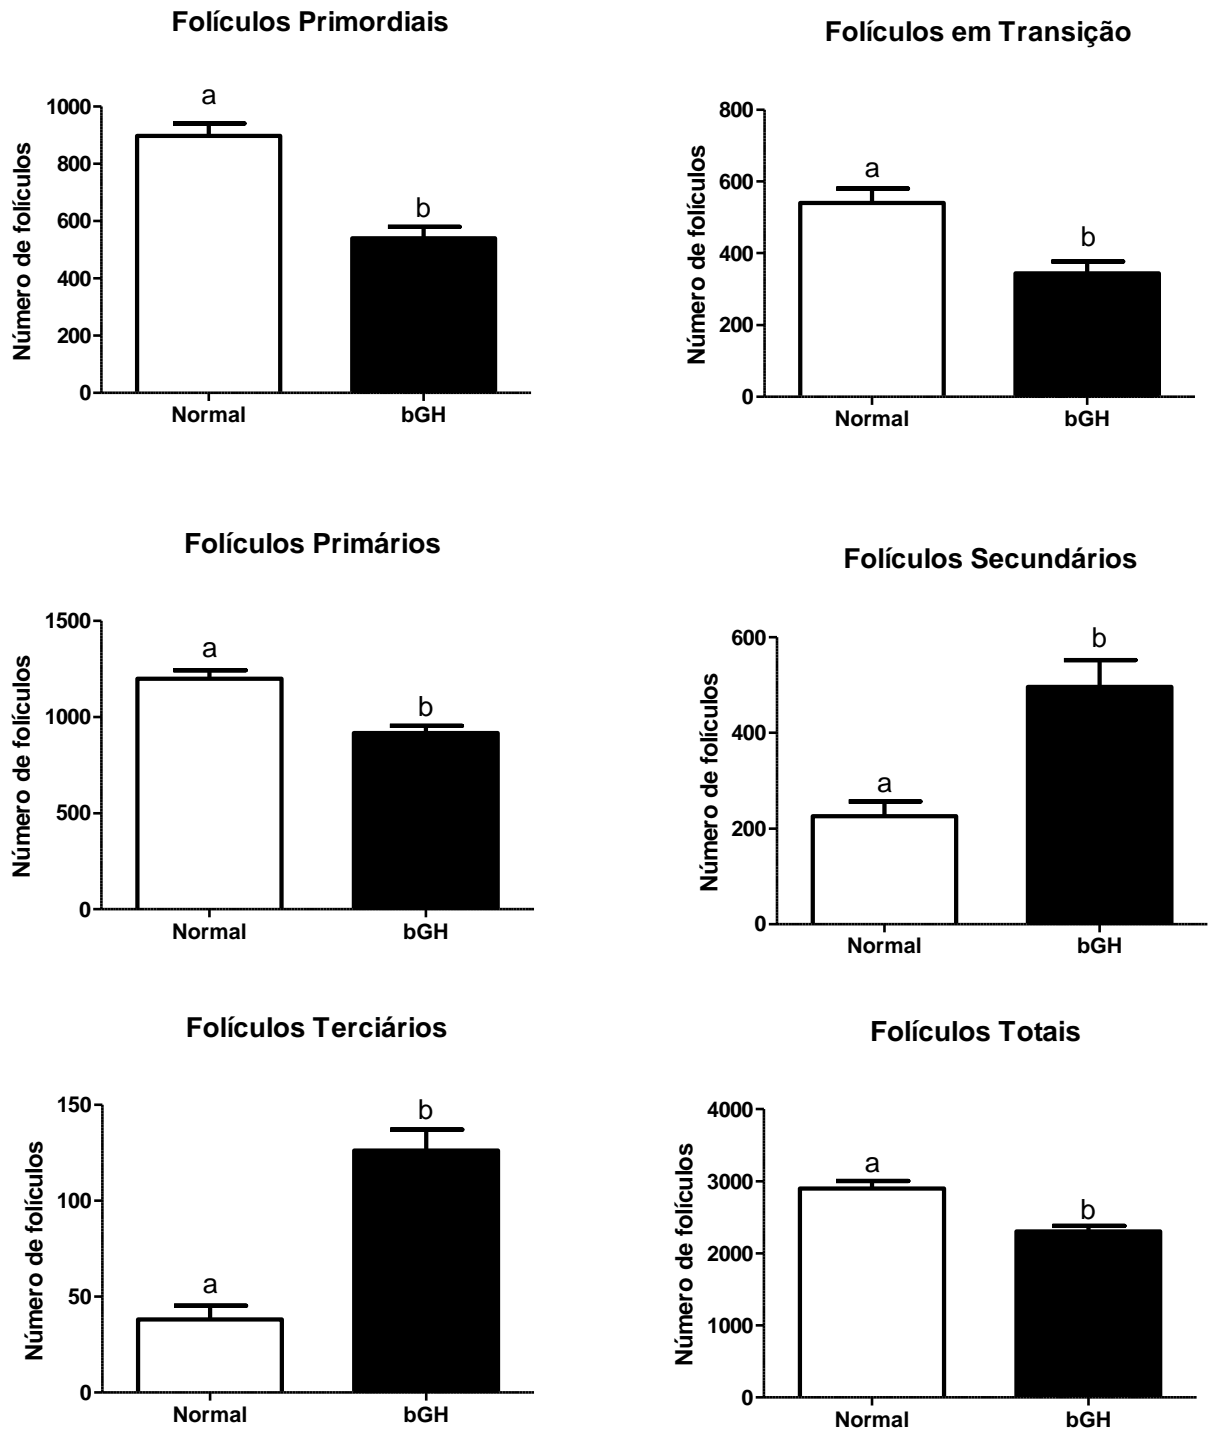 Folículos Primordiais
a
b
1000
800
600
400
200
0
Número de folículos
Normal
bGH
Folículos em Transição
a
b
800
600
400
200
0
Número de folículos
Normal
bGH
Folículos Primários
a
b
1500
1000
500
0
Número de folículos
Normal
bGH
Folículos Secundários
b
a
600
400
200
0
Número de folículos
Normal
bGH
Folículos Terciários
b
a
150
100
50
0
Número de folículos
Normal
bGH
Folículos Totais
a
b
4000
3000
2000
1000
0
Número de folículos
Normal
bGH